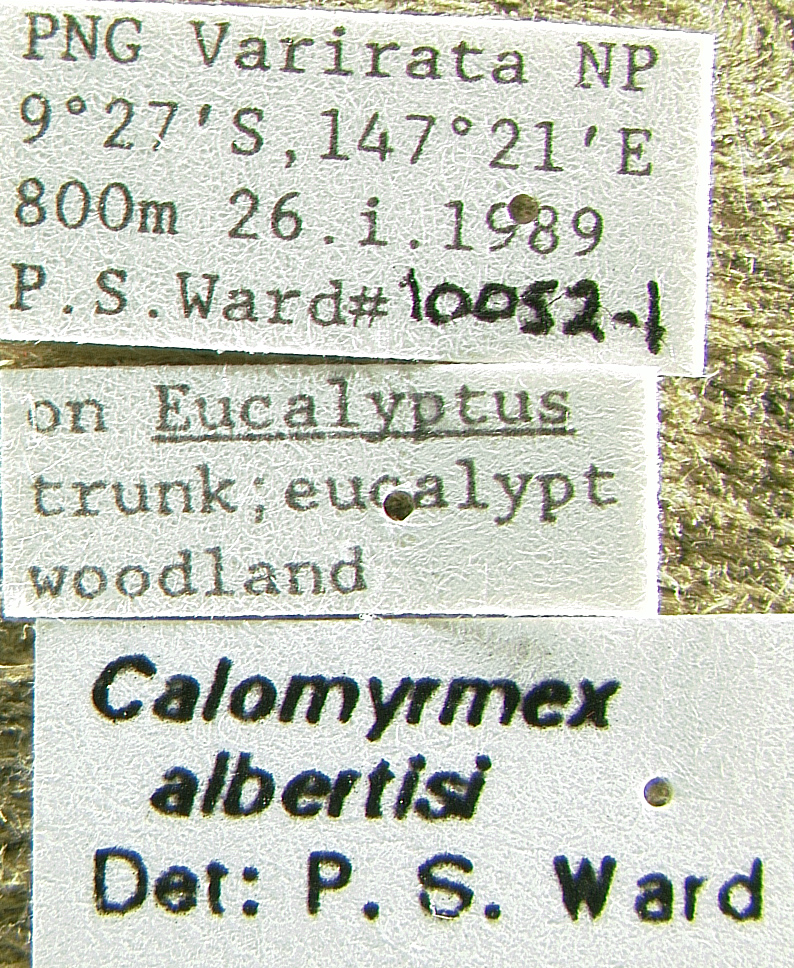 PNG Varirata NP
9°27'S,147°21'E
800m 26.i.1989
P.S.Ward#10052-1
on Eucalyptus
trunk;eucalypt
woodland
Calomyrmex
albertisi
Det: P. S. Ward